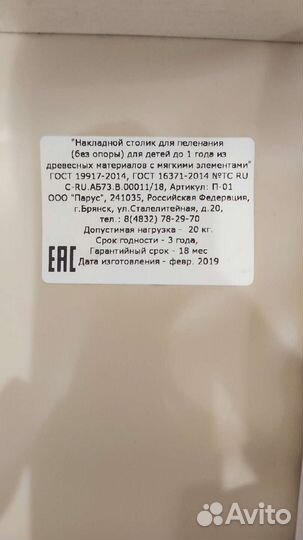 "Накладной столик для пеленания
(без опоры) для детей до 1 года из
древесных материалов с мягкими элементами"
ГОСТ 19917-2014, ГОСТ 16371-2014 №ТС RU
C-RU.АБ73.В.00011/18, Артикул: П-01
ООО "Парус", 241035, Российская Федерация,
г.Брянск, ул.Сталелитейная, д.20,
тел.: 8(4832) 78-29-70
Допустимая нагрузка - 20 кг.
Срок годности - 3 года,
Гарантийный срок - 18 мес
Дата изготовления - февр. 2019
EAC
Avito